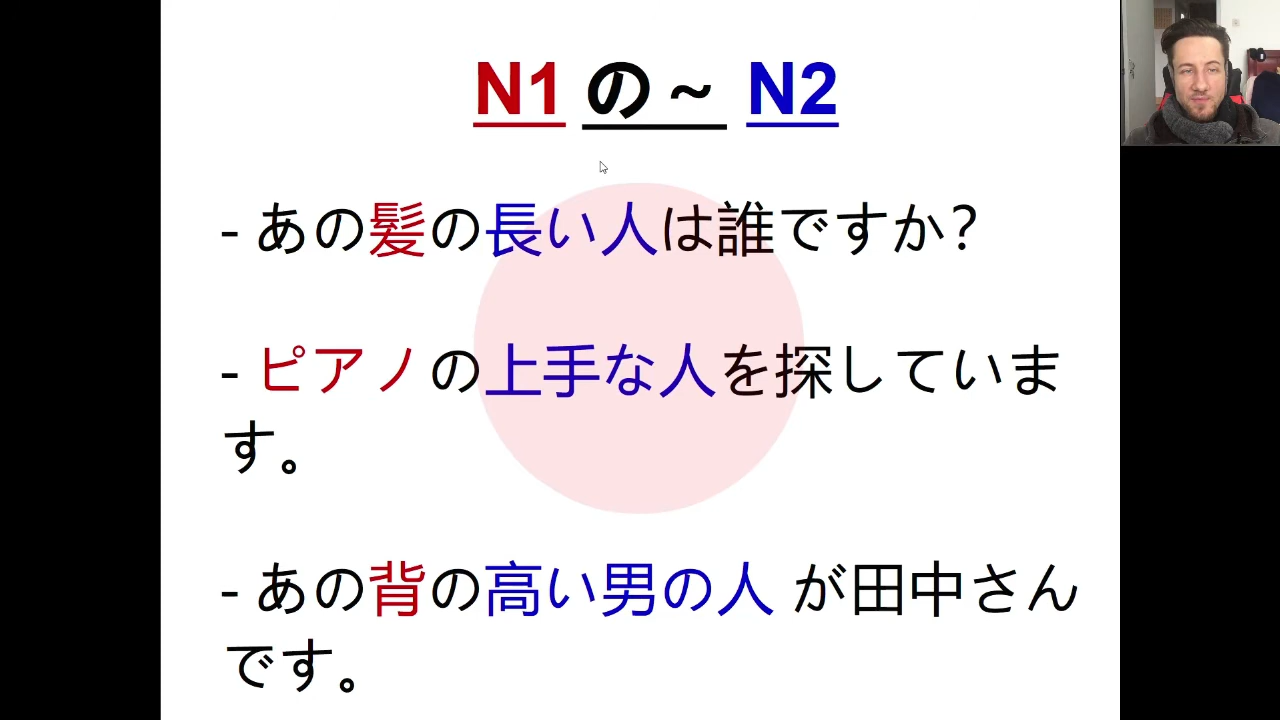 N1 の ~ N2
- あの髪の長い人は誰ですか?
- ピアノの上手な人を探していま
す。
- あの背の高い男の人 が田中さん
です。